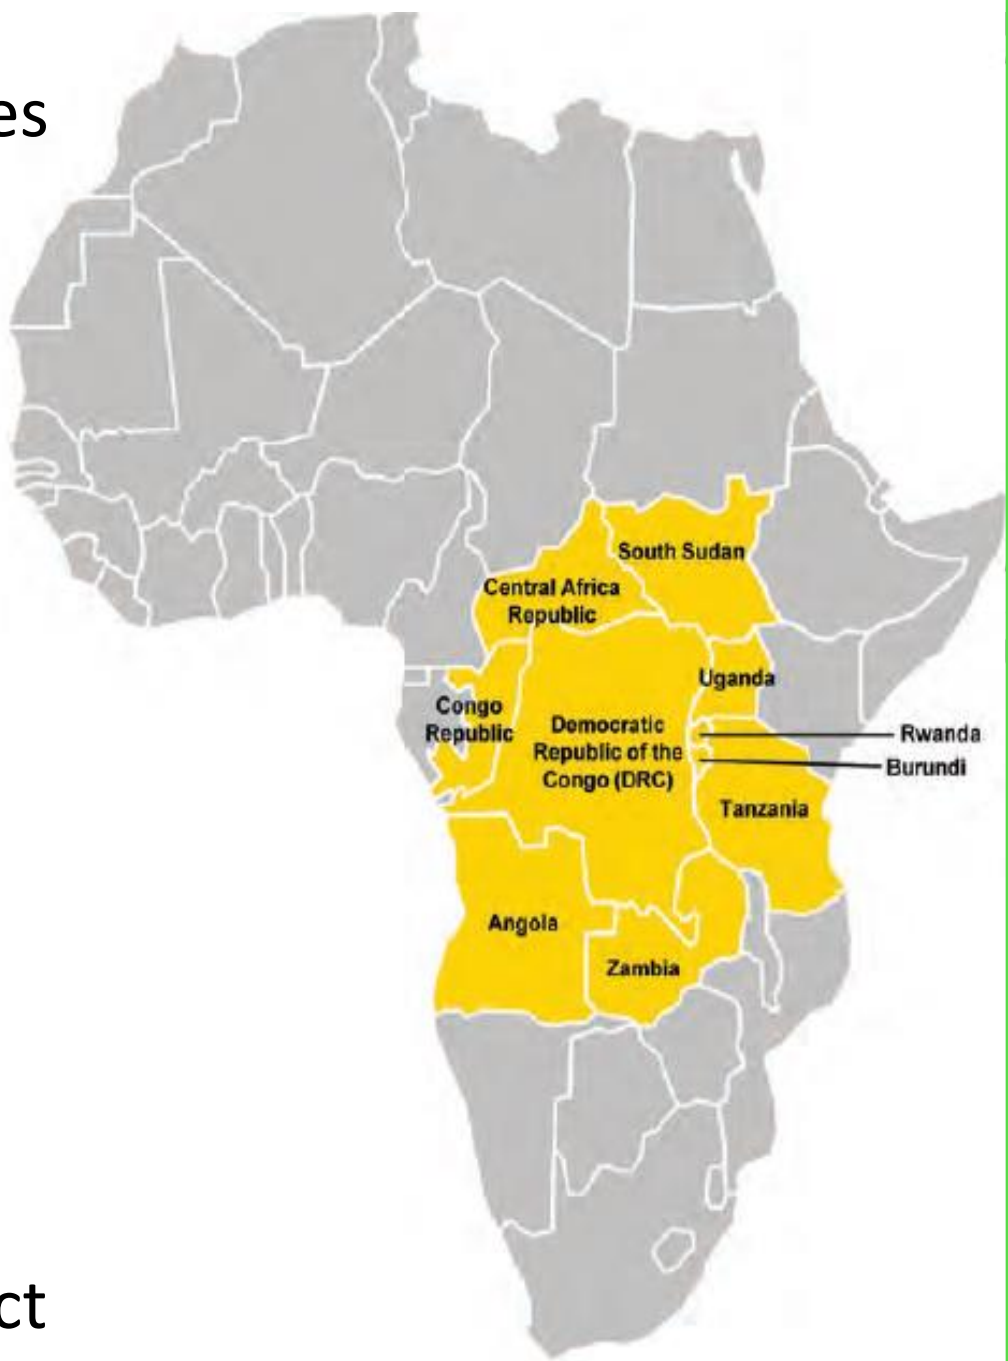 es
South Sudan
Central Africa
Republic
Uganda
Congo
Republic
Democratic
Republic of the
Congo (DRC)
Rwanda
Burundi
Tanzania
Angola
Zambia
ct